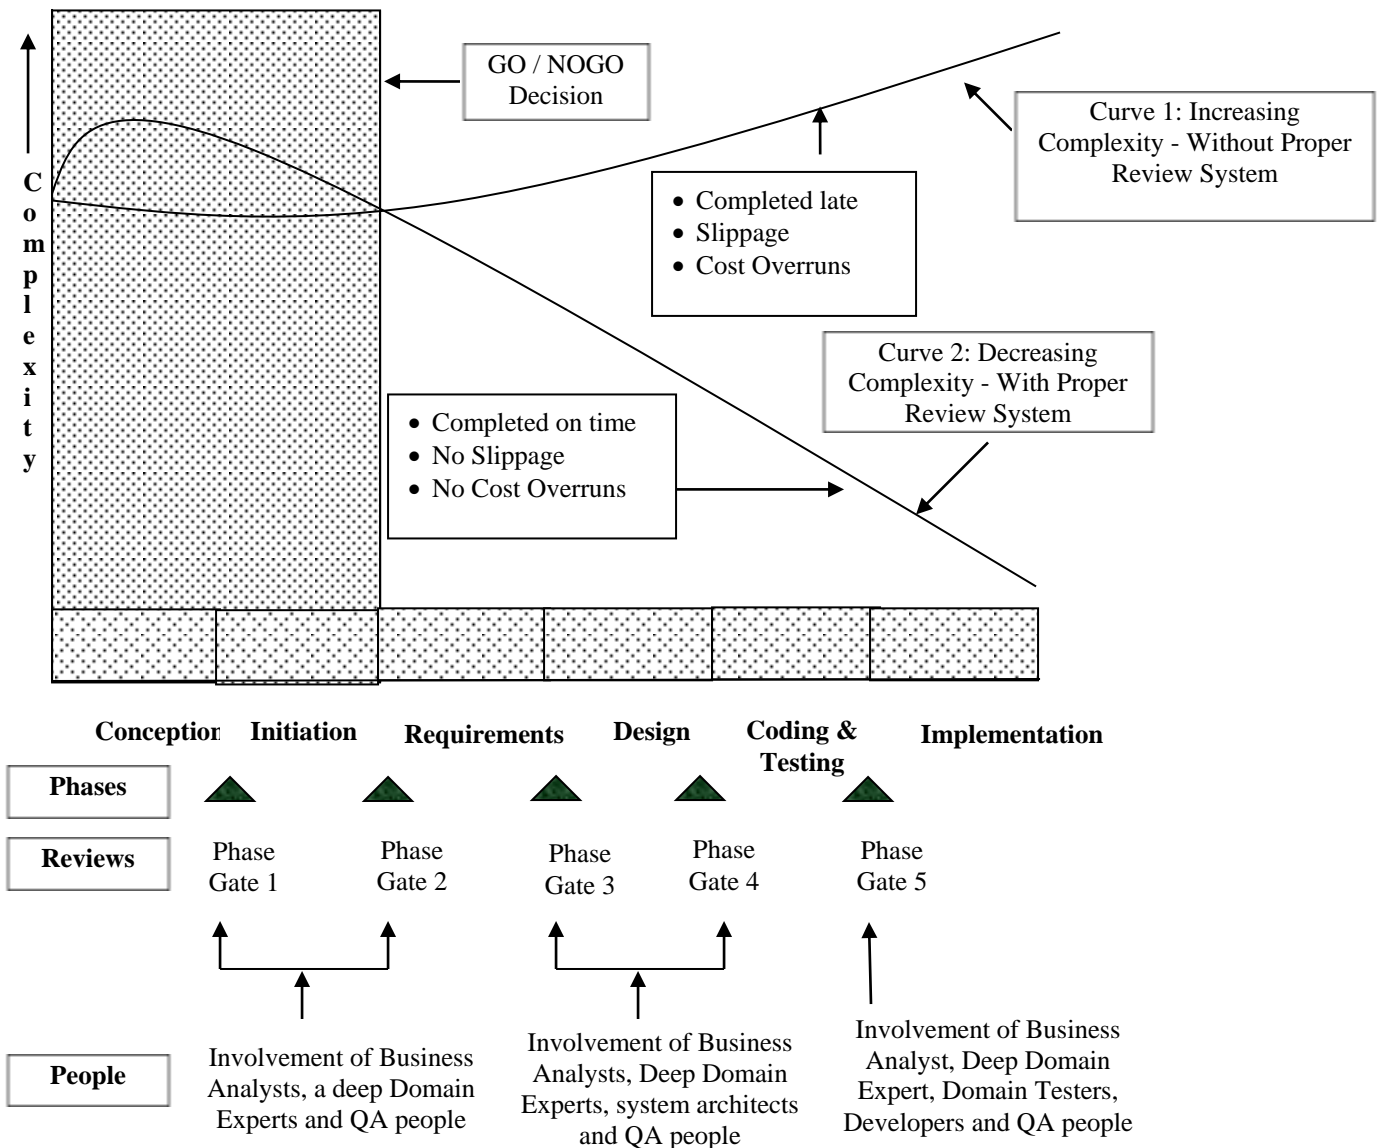 GO / NOGO
Decision
Curve 1: Increasing
Complexity - Without Proper
Review System
Complexity
• Completed late
• Slippage
• Cost Overruns
Curve 2: Decreasing
Complexity - With Proper
Review System
• Completed on time
• No Slippage
• No Cost Overruns
Conception
Initiation
Requirements
Design
Coding &
Testing
Implementation
Phases
Reviews
Phase
Gate 1
Phase
Gate 2
Phase
Gate 3
Phase
Gate 4
Phase
Gate 5
People
Involvement of Business
Analysts, a deep Domain
Experts and QA people
Involvement of Business
Analysts, Deep Domain
Experts, system architects
and QA people
Involvement of Business
Analyst, Deep Domain
Expert, Domain Testers,
Developers and QA people